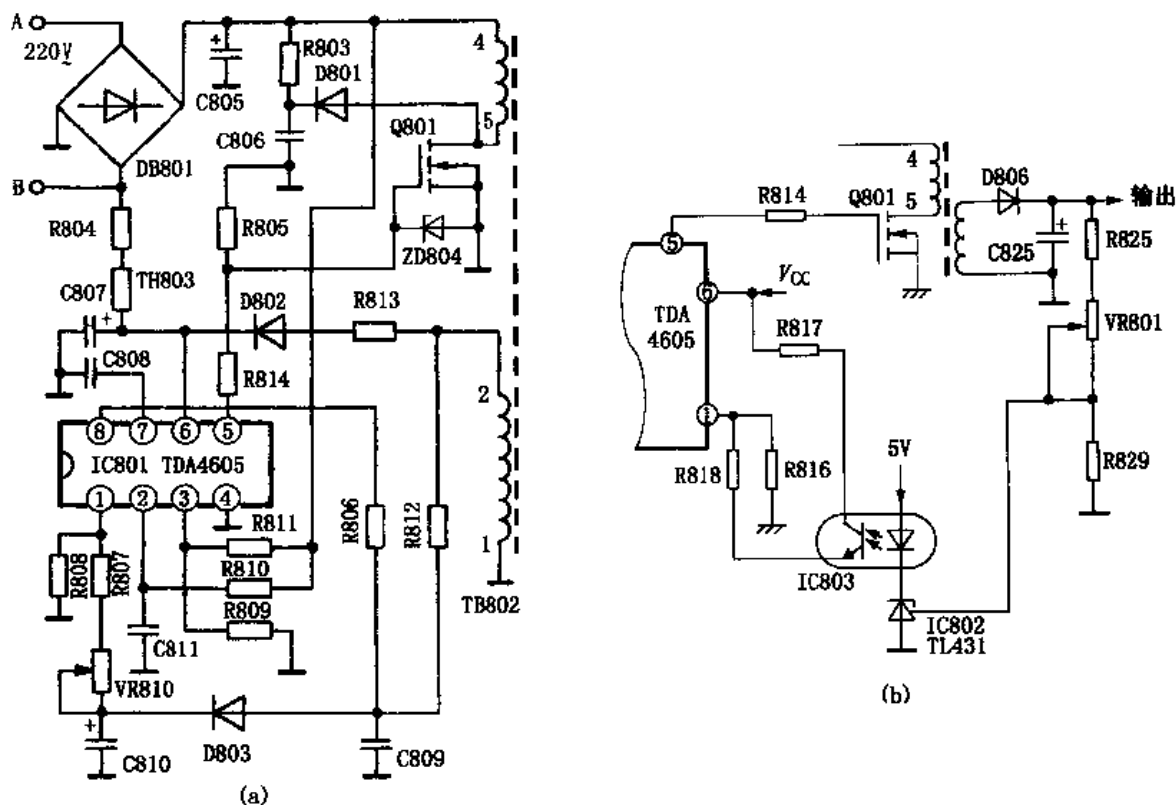 A
220V
~
DB801
B
R804
TH803
C807
+
C808
C805
+
R803
D801
C806
Q801
4
5
R805
ZD804
D802
R813
R814
2
1
TB802
8
7
6
5
IC801 TDA4605
1
2
3
4
R811
R810
R809
R806
R812
R808
R807
C811
VR810
+
C810
D803
C809
(a)
4
5
R814
Q801
D806
输出
+
C825
R825
5
6
VCC
TDA
4605
R817
VR801
1
R818
R816
5V
R829
IC803
IC802
TL431
(b)